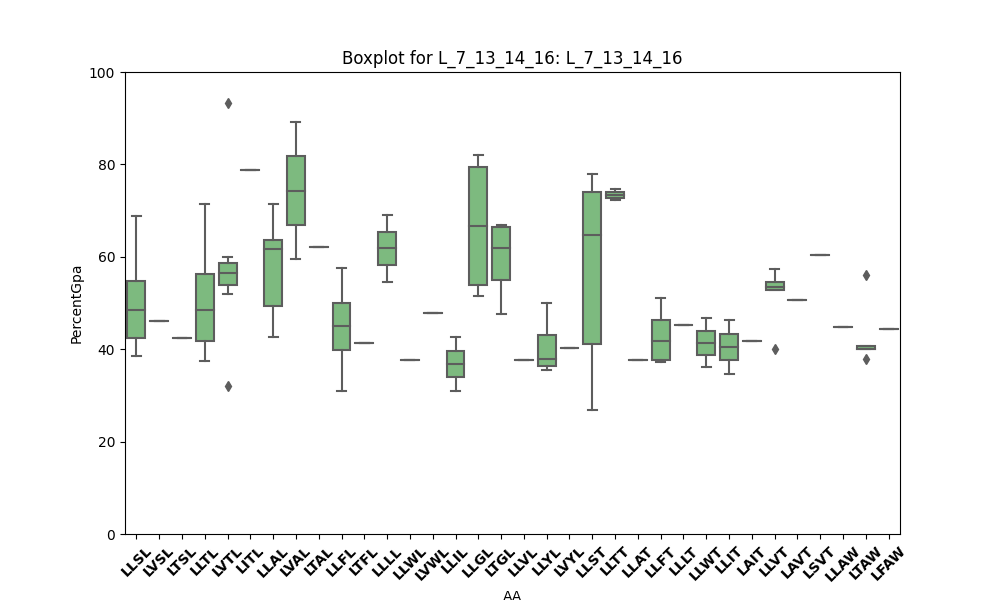 Boxplot for L_7_13_14_16: L_7_13_14_16
100
80
60
40
20
0
PercentGpa
LLSL LVSL LTSL LLTL LVTL LITL LLAL LVAL LTAL LLFL LTFL LLLL LLWL LVWL LLIL LLGL LTGL LLVL LLYL LVYL LLST LLTT LLAT LLFT LLLT LLWT LLIT LAIT LLVT LAVT LSVT LLAW LTAW LFAW
AA